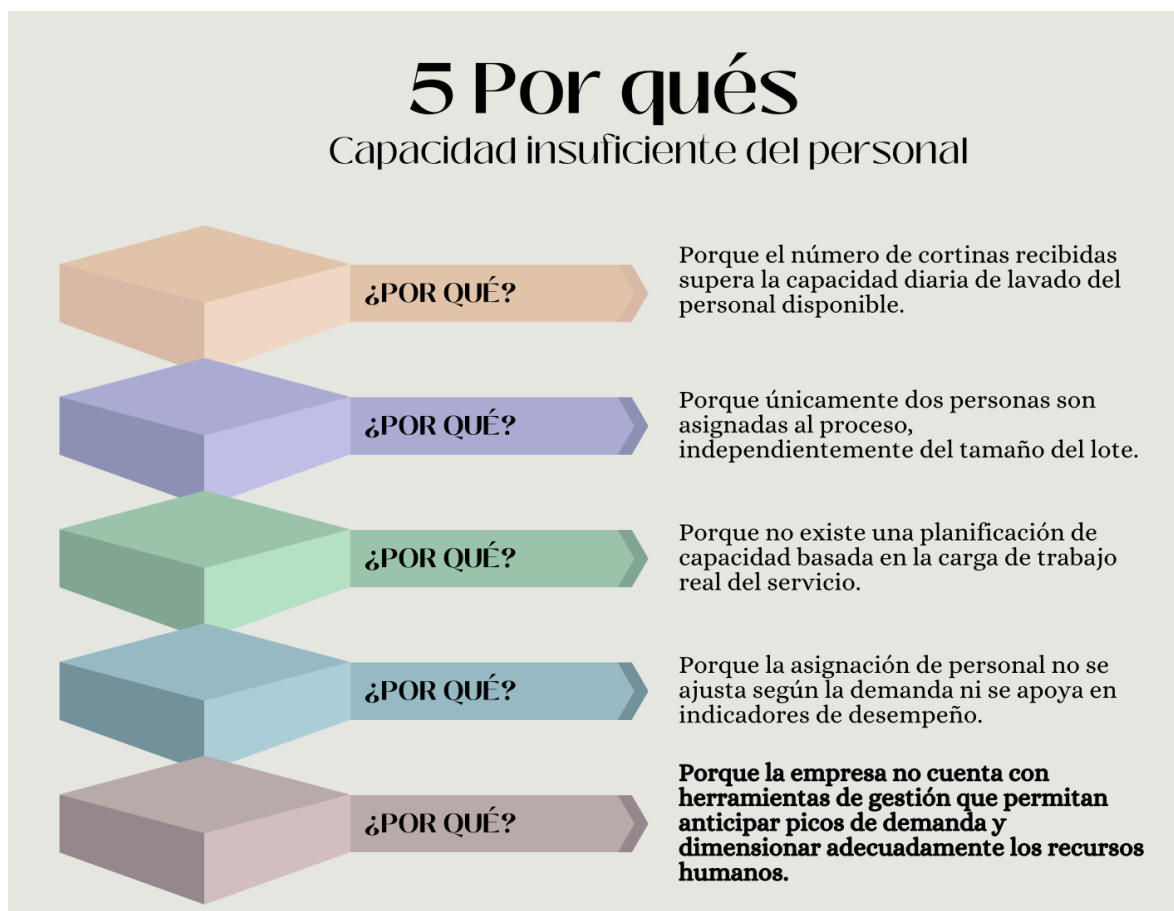 5 Por qués
Capacidad insuficiente del personal
¿POR QUÉ?
Porque el número de cortinas recibidas
supera la capacidad diaria de lavado del
personal disponible.
¿POR QUÉ?
Porque únicamente dos personas son
asignadas al proceso,
independientemente del tamaño del lote.
¿POR QUÉ?
Porque no existe una planificación de
capacidad basada en la carga de trabajo
real del servicio.
¿POR QUÉ?
Porque la asignación de personal no se
ajusta según la demanda ni se apoya en
indicadores de desempeño.
¿POR QUÉ?
Porque la empresa no cuenta con
herramientas de gestión que permitan
anticipar picos de demanda y
dimensionar adecuadamente los recursos
humanos.